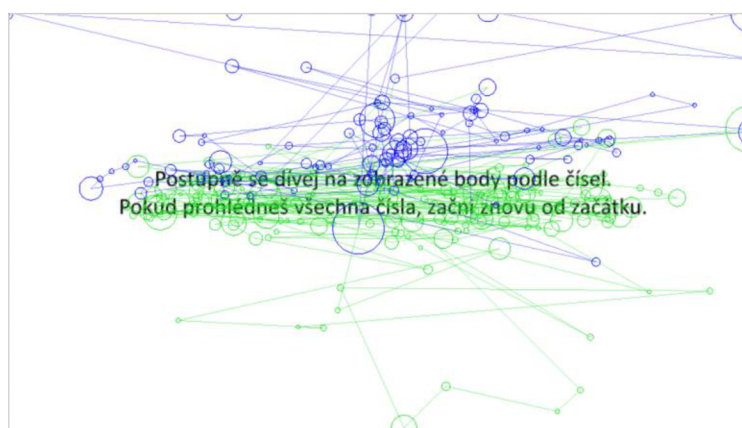 Postupně se dívej na zobrazené body podle čísel.
Pokud prohlédneš všechna čísla, začni znovu od začátku.